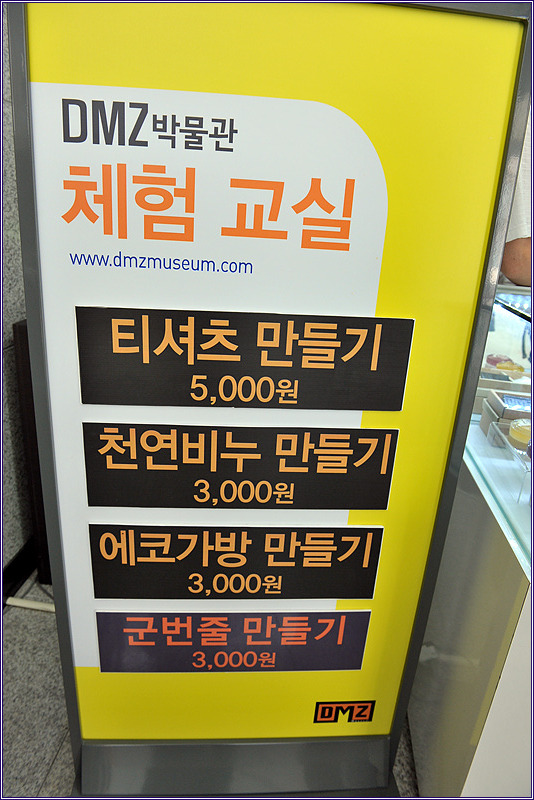 DMZ박물관
체험 교실
www.dmzmuseum.com
티셔츠 만들기
5,000원
천연비누 만들기
3,000원
에코가방 만들기
3,000원
군번줄 만들기
3,000원
DMZ